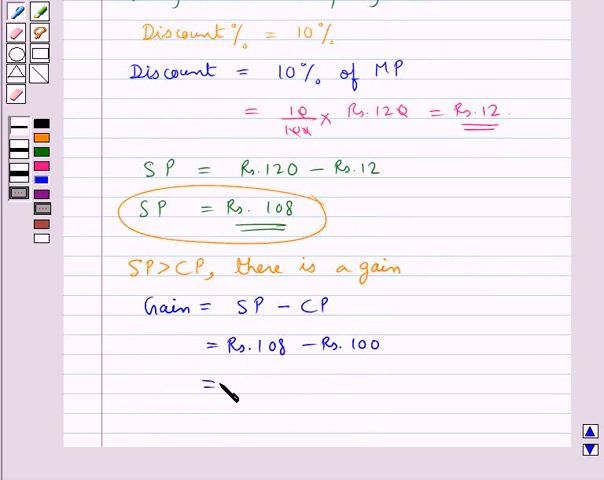 Discount % = 10%
Discount = 10% of MP
= 10/100 × Rs. 120 = Rs. 12.
SP = Rs. 120 - Rs. 12
SP = Rs. 108
SP > CP, there is a gain
Gain = SP - CP
= Rs. 108 - Rs. 100
=